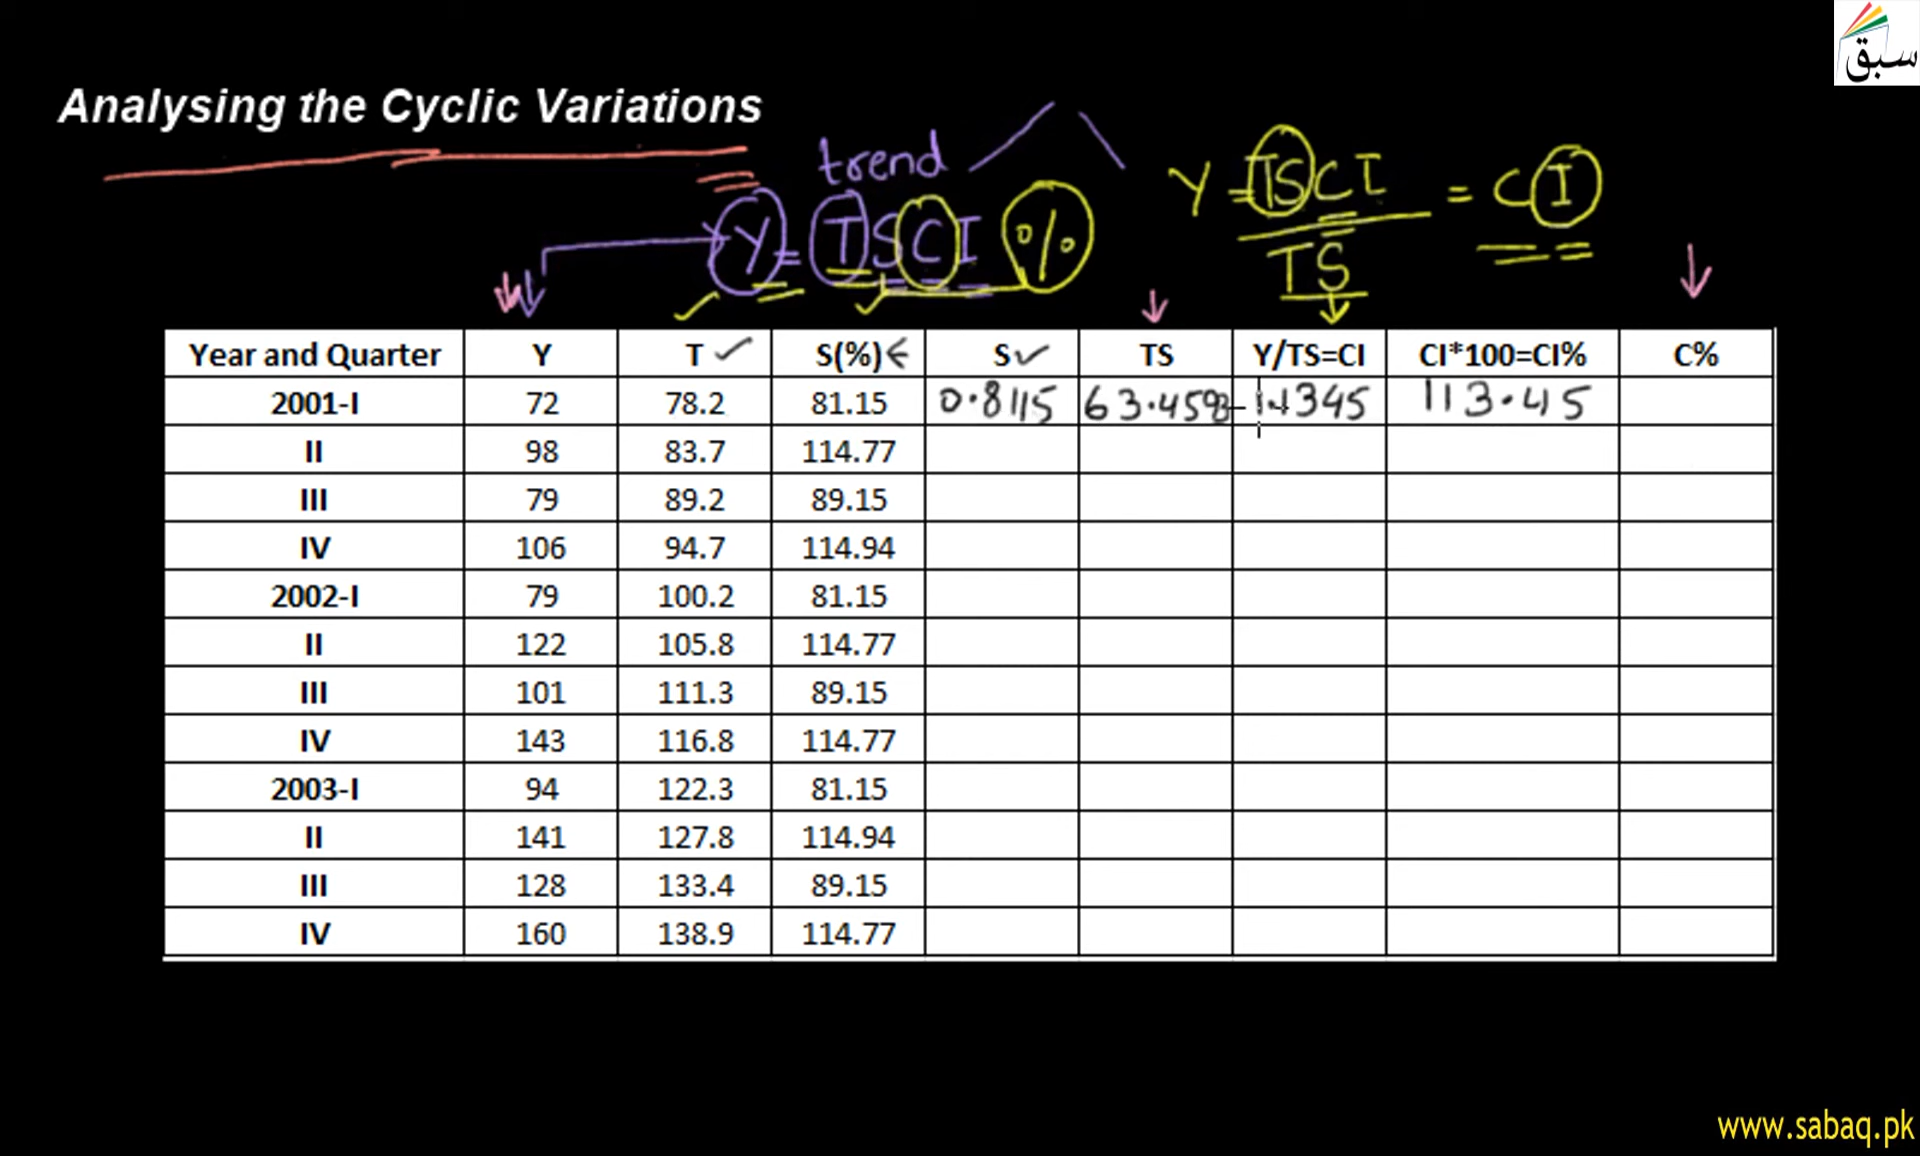 سبق
Analysing the Cyclic Variations
trend
Y = TSCI %
Y = TSCI = CI
TS
Year and Quarter Y T S(%) S TS Y/TS=CI CI*100=CI% C%
2001-I 72 78.2 81.15 0.8115 63.459 1.1345 113.45
II 98 83.7 114.77
III 79 89.2 89.15
IV 106 94.7 114.94
2002-I 79 100.2 81.15
II 122 105.8 114.77
III 101 111.3 89.15
IV 143 116.8 114.77
2003-I 94 122.3 81.15
II 141 127.8 114.94
III 128 133.4 89.15
IV 160 138.9 114.77
www.sabaq.pk